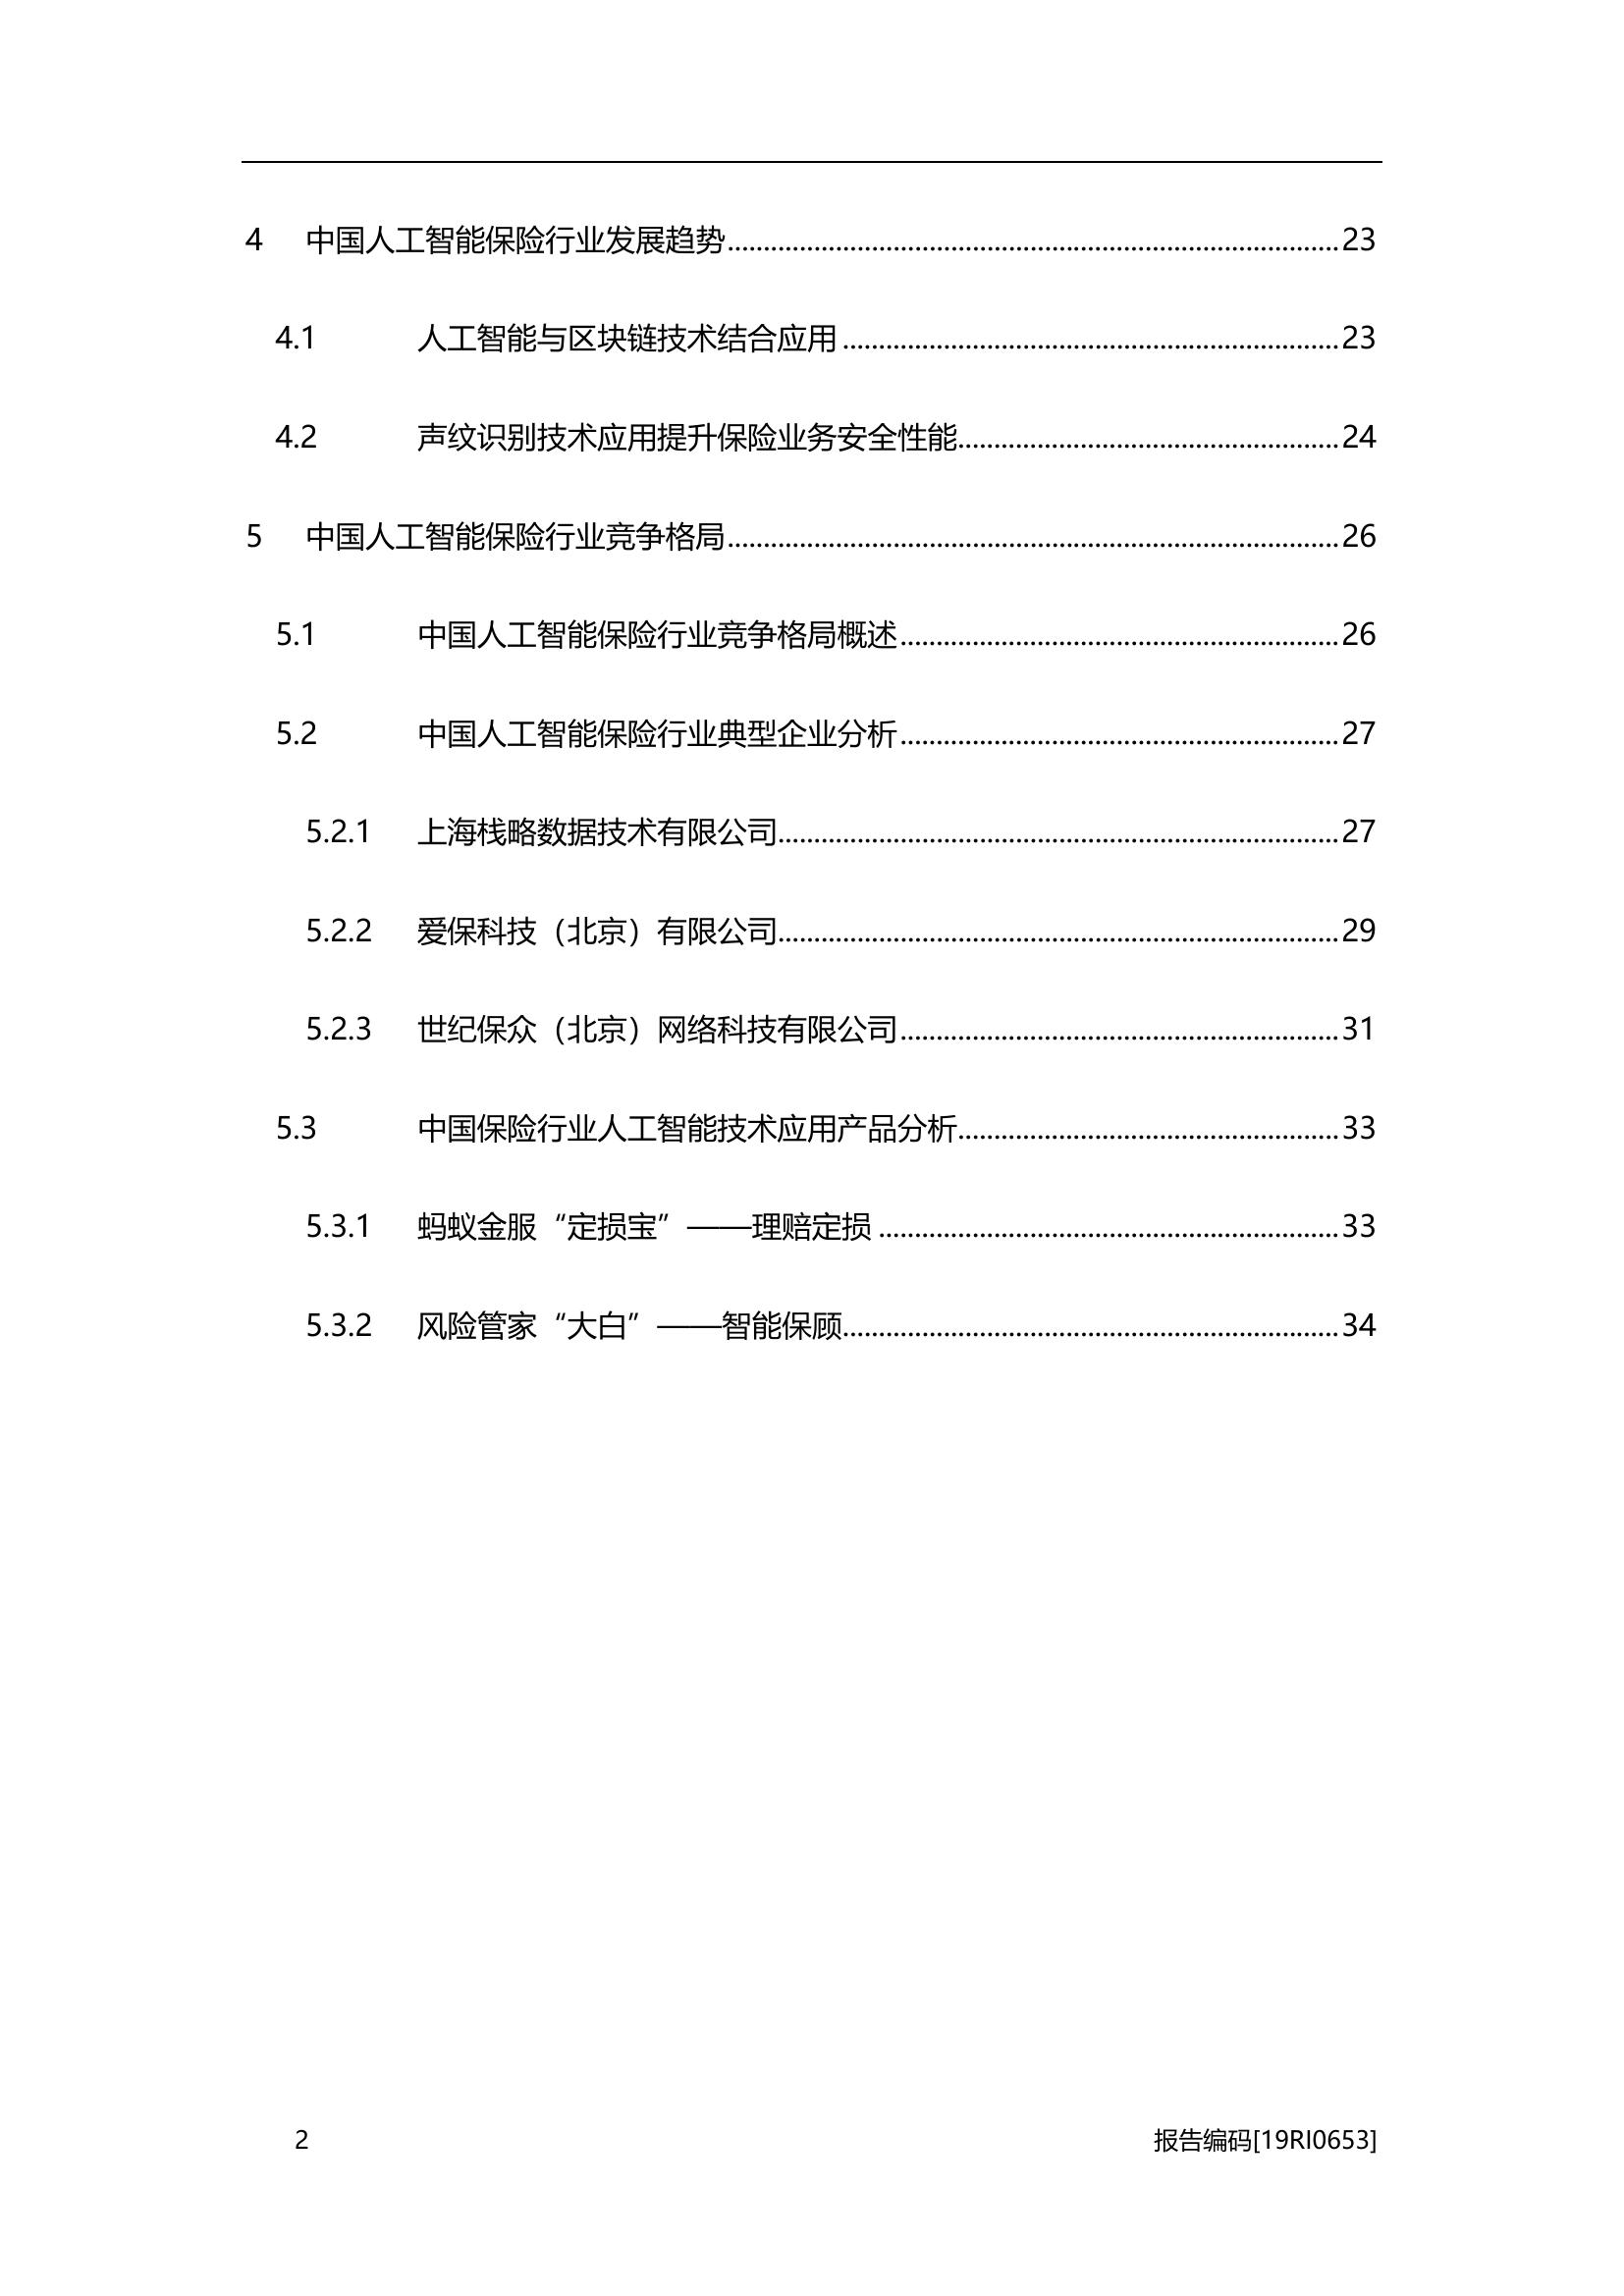 4 中国人工智能保险行业发展趋势........................................23
4.1 人工智能与区块链技术结合应用........................................23
4.2 声纹识别技术应用提升保险业务安全性能........................................24
5 中国人工智能保险行业竞争格局........................................26
5.1 中国人工智能保险行业竞争格局概述........................................26
5.2 中国人工智能保险行业典型企业分析........................................27
5.2.1 上海栈略数据技术有限公司........................................27
5.2.2 爱保科技（北京）有限公司........................................29
5.2.3 世纪保众（北京）网络科技有限公司........................................31
5.3 中国保险行业人工智能技术应用产品分析........................................33
5.3.1 蚂蚁金服“定损宝”——理赔定损........................................33
5.3.2 风险管家“大白”——智能保顾........................................34
2 报告编码[19RI0653]